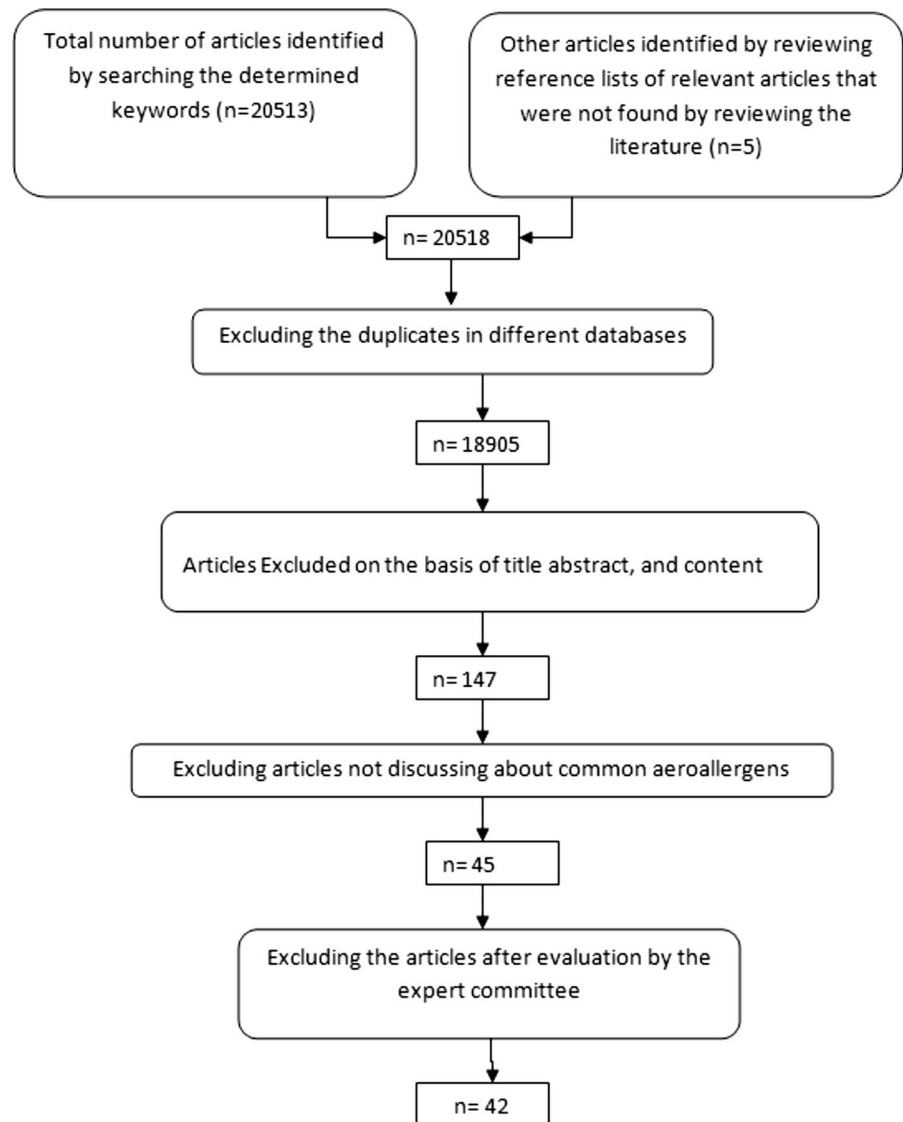 Total number of articles identified
by searching the determined
keywords (n=20513)
Other articles identified by reviewing
reference lists of relevant articles that
were not found by reviewing the
literature (n=5)
n= 20518
Excluding the duplicates in different databases
n= 18905
Articles Excluded on the basis of title abstract, and content
n= 147
Excluding articles not discussing about common aeroallergens
n= 45
Excluding the articles after evaluation by the
expert committee
n= 42